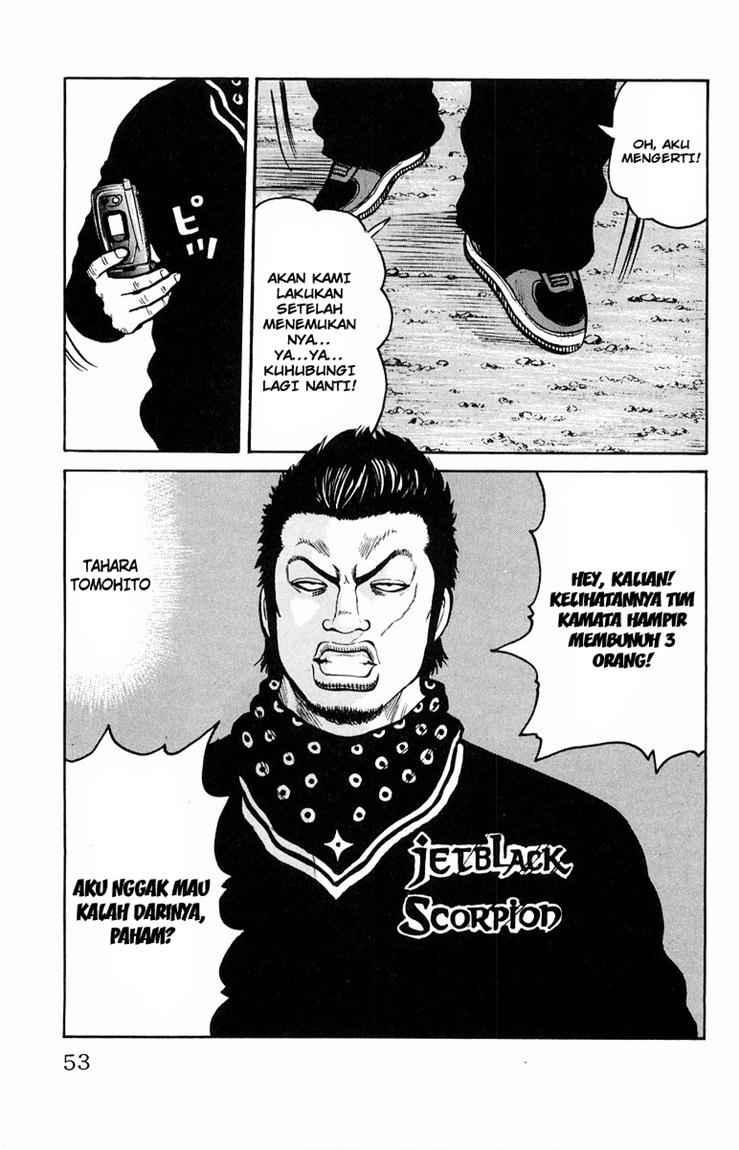 OH, AKU
MENGERTI!
AKAN KAMI
LAKUKAN
SETELAH
MENEMUKAN
NYA...
YA...YA...
KUHUBUNGI
LAGI NANTI!
ピッ
HEY, KALIAN!
KELIHATANNYA TIM
KAMATA HAMPIR
MEMBUNUH 3
ORANG!
TAHARA
TOMOHITO
AKU NGGAK MAU
KALAH DARINYA,
PAHAM?
JETBLACK
SCORPION
53